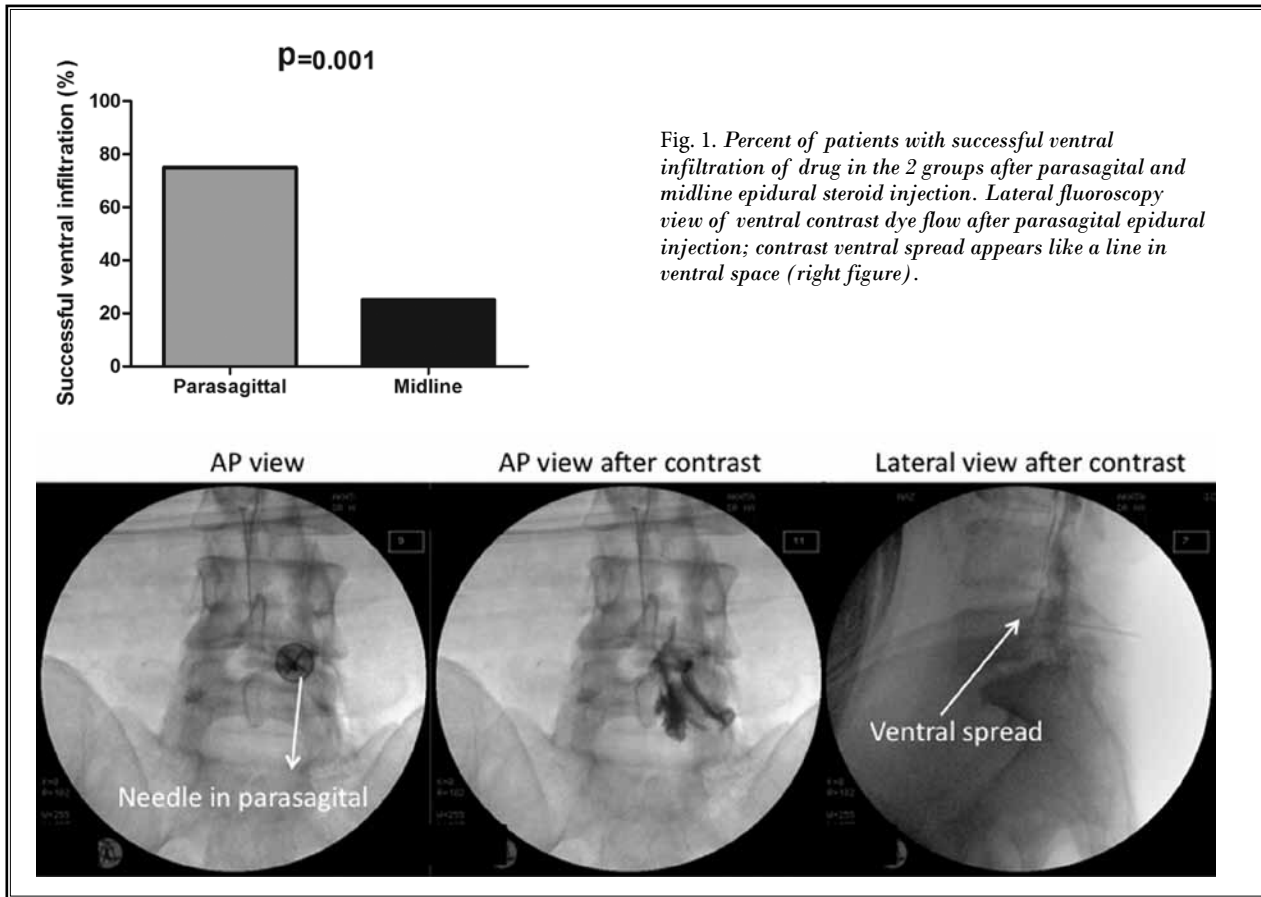 p=0.001
Successful ventral infiltration (%)
100
80
60
40
20
0
Parasagittal
Midline
Fig. 1. Percent of patients with successful ventral
infiltration of drug in the 2 groups after parasagital and
midline epidural steroid injection. Lateral fluoroscopy
view of ventral contrast dye flow after parasagital epidural
injection; contrast ventral spread appears like a line in
ventral space (right figure).
AP view
AP view after contrast
Lateral view after contrast
9
11
7
Needle in parasagital
Ventral spread